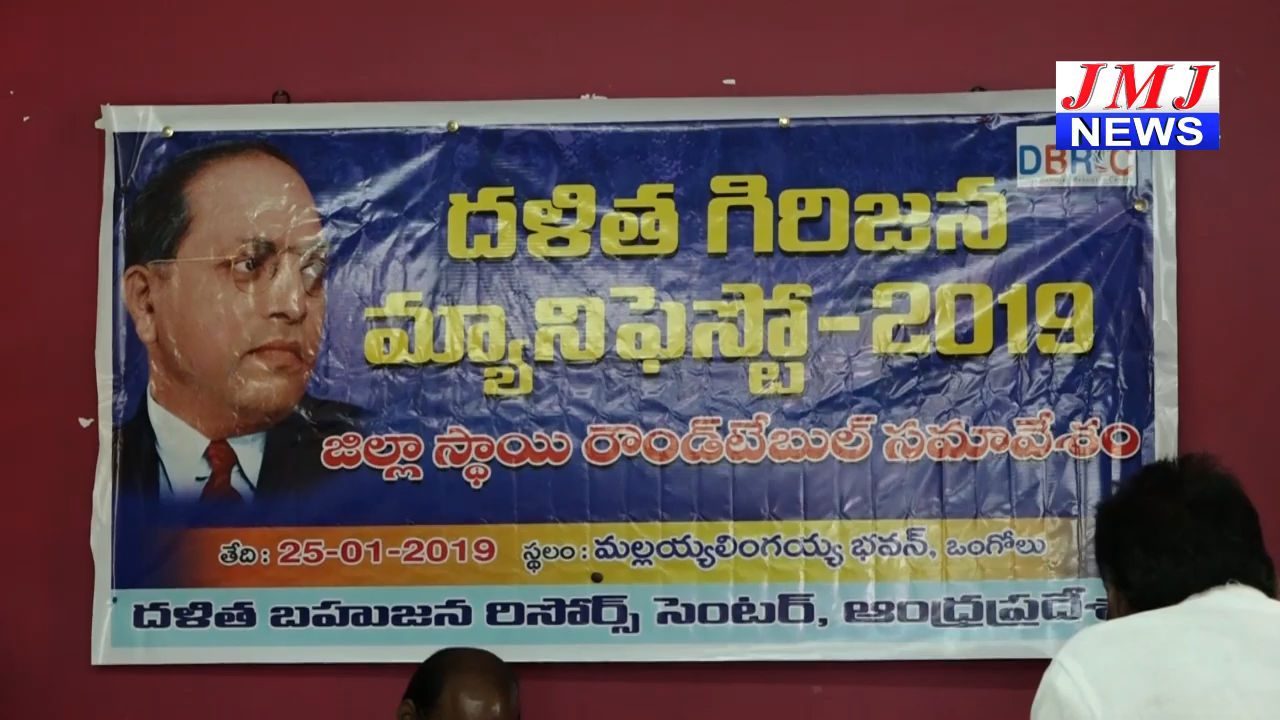 JMJ
NEWS
DBRC
దళిత గిరిజన
మ్యానిఫెస్టో-2019
జిల్లా స్థాయి రౌండ్‌టేబుల్ సమావేశం
తేది : 25-01-2019 స్థలం : మల్లయ్యలింగయ్య భవన్, ఒంగోలు
దళిత బహుజన రిసోర్స్ సెంటర్, ఆంధ్రప్రదేశ